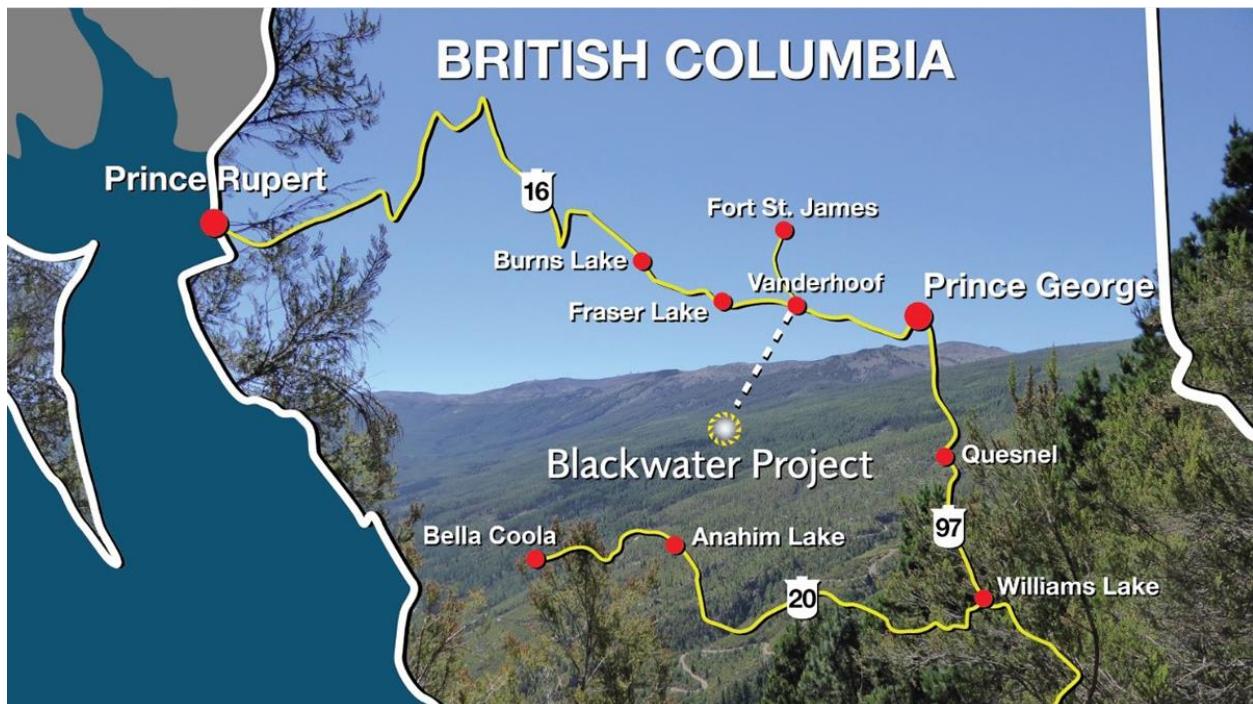 BRITISH COLUMBIA
Prince Rupert
16
Fort St. James
Burns Lake
Vanderhoof
Fraser Lake
Prince George
Blackwater Project
Quesnel
97
Bella Coola
Anahim Lake
20
Williams Lake